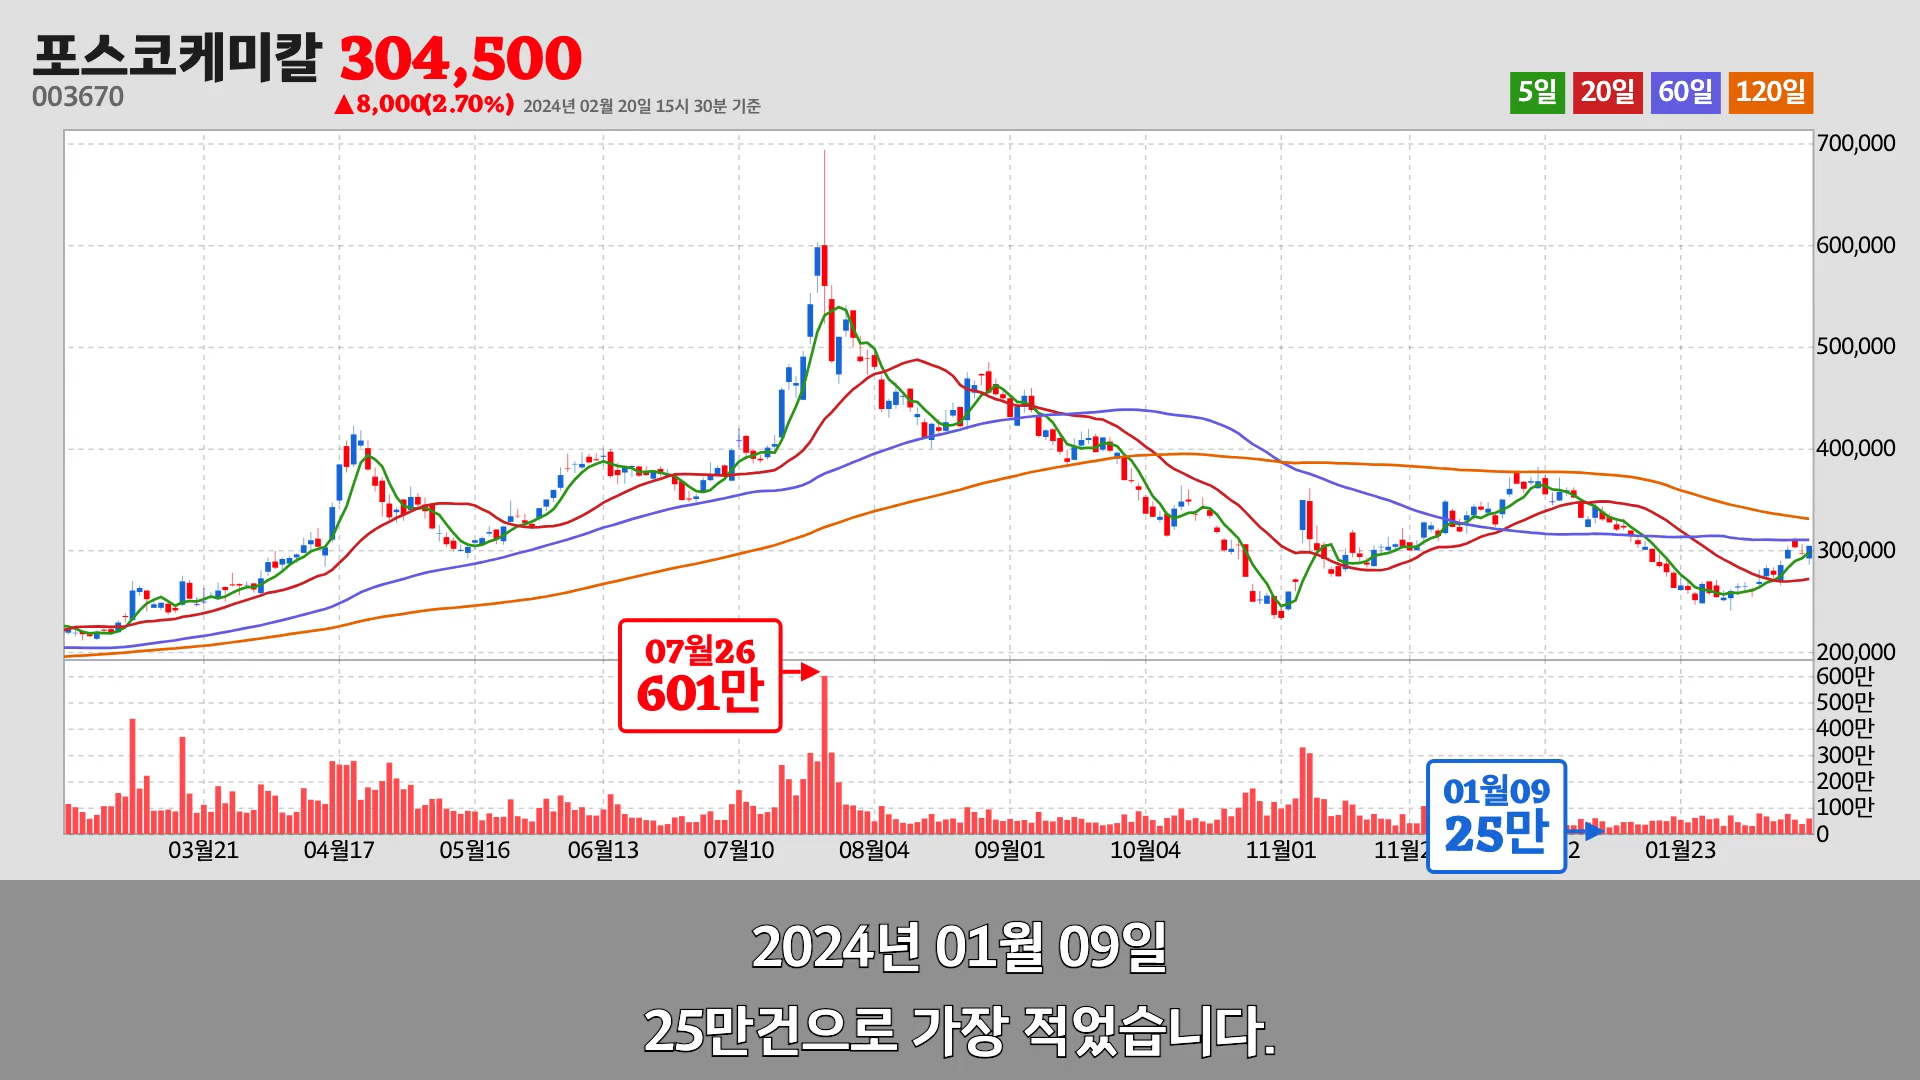 포스코케미칼 304,500
003670
▲8,000(2.70%) 2024년 02월 20일 15시 30분 기준
5일 20일 60일 120일
700,000
600,000
500,000
400,000
300,000
200,000
600만
500만
400만
300만
200만
100만
0
07월26
601만
01월09
25만
03월21 04월17 05월16 06월13 07월10 08월04 09월01 10월04 11월01 11월2 2 01월23
2024년 01월 09일
25만건으로 가장 적었습니다.